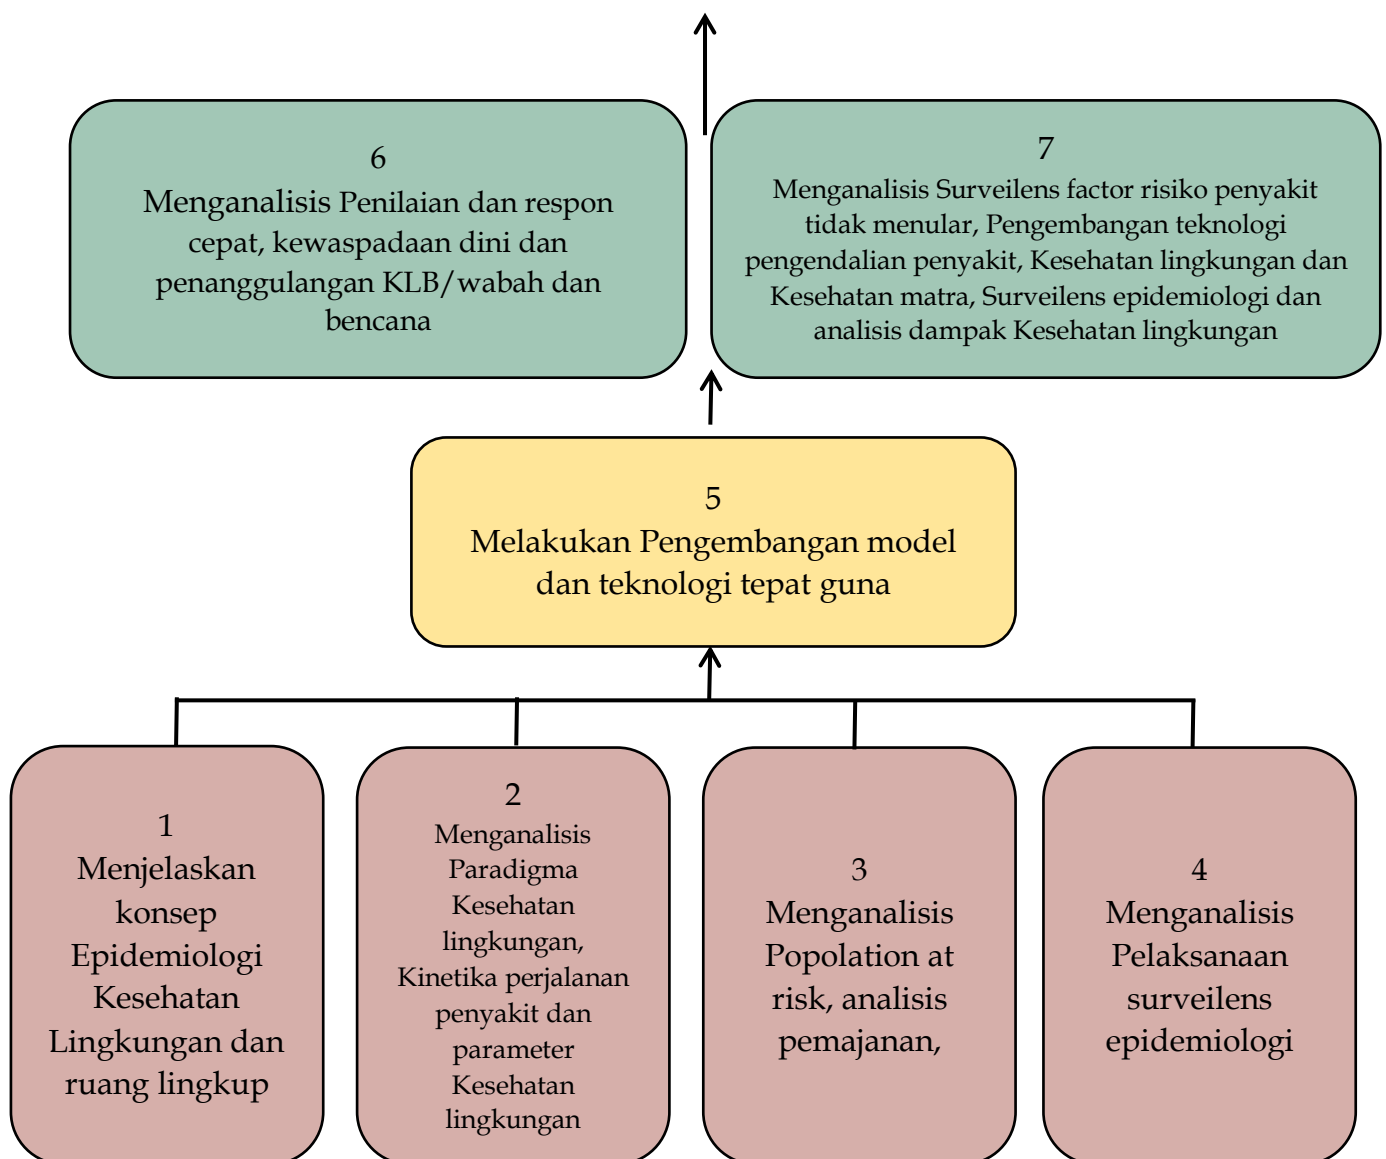 6
Menganalisis Penilaian dan respon
cepat, kewaspadaan dini dan
penanggulangan KLB/wabah dan
bencana
7
Menganalisis Surveilens factor risiko penyakit
tidak menular, Pengembangan teknologi
pengendalian penyakit, Kesehatan lingkungan dan
Kesehatan matra, Surveilens epidemiologi dan
analisis dampak Kesehatan lingkungan
5
Melakukan Pengembangan model
dan teknologi tepat guna
1
Menjelaskan
konsep
Epidemiologi
Kesehatan
Lingkungan dan
ruang lingkup
2
Menganalisis
Paradigma
Kesehatan
lingkungan,
Kinetika perjalanan
penyakit dan
parameter
Kesehatan
lingkungan
3
Menganalisis
Popolation at
risk, analisis
pemajanan,
4
Menganalisis
Pelaksanaan
surveilens
epidemiologi